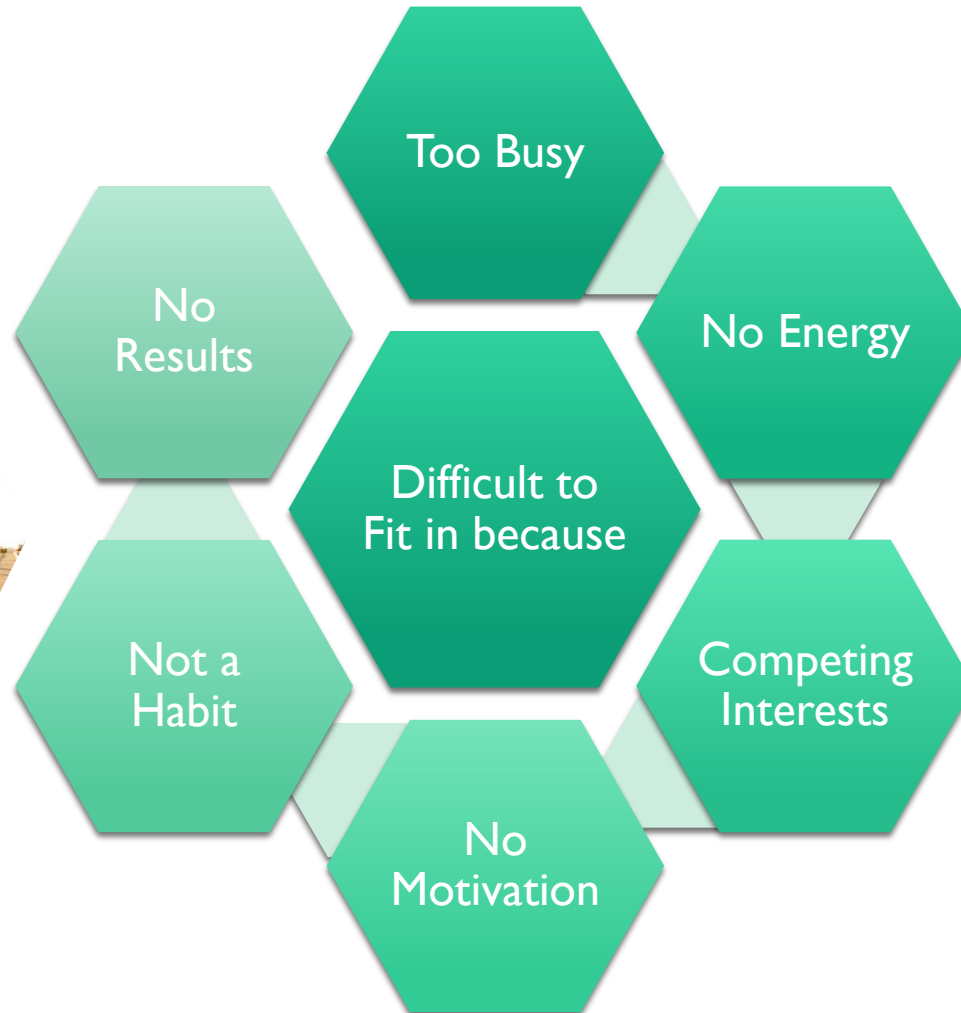 Too Busy
No Energy
Competing
Interests
No
Motivation
Not a
Habit
No
Results
Difficult to
Fit in because